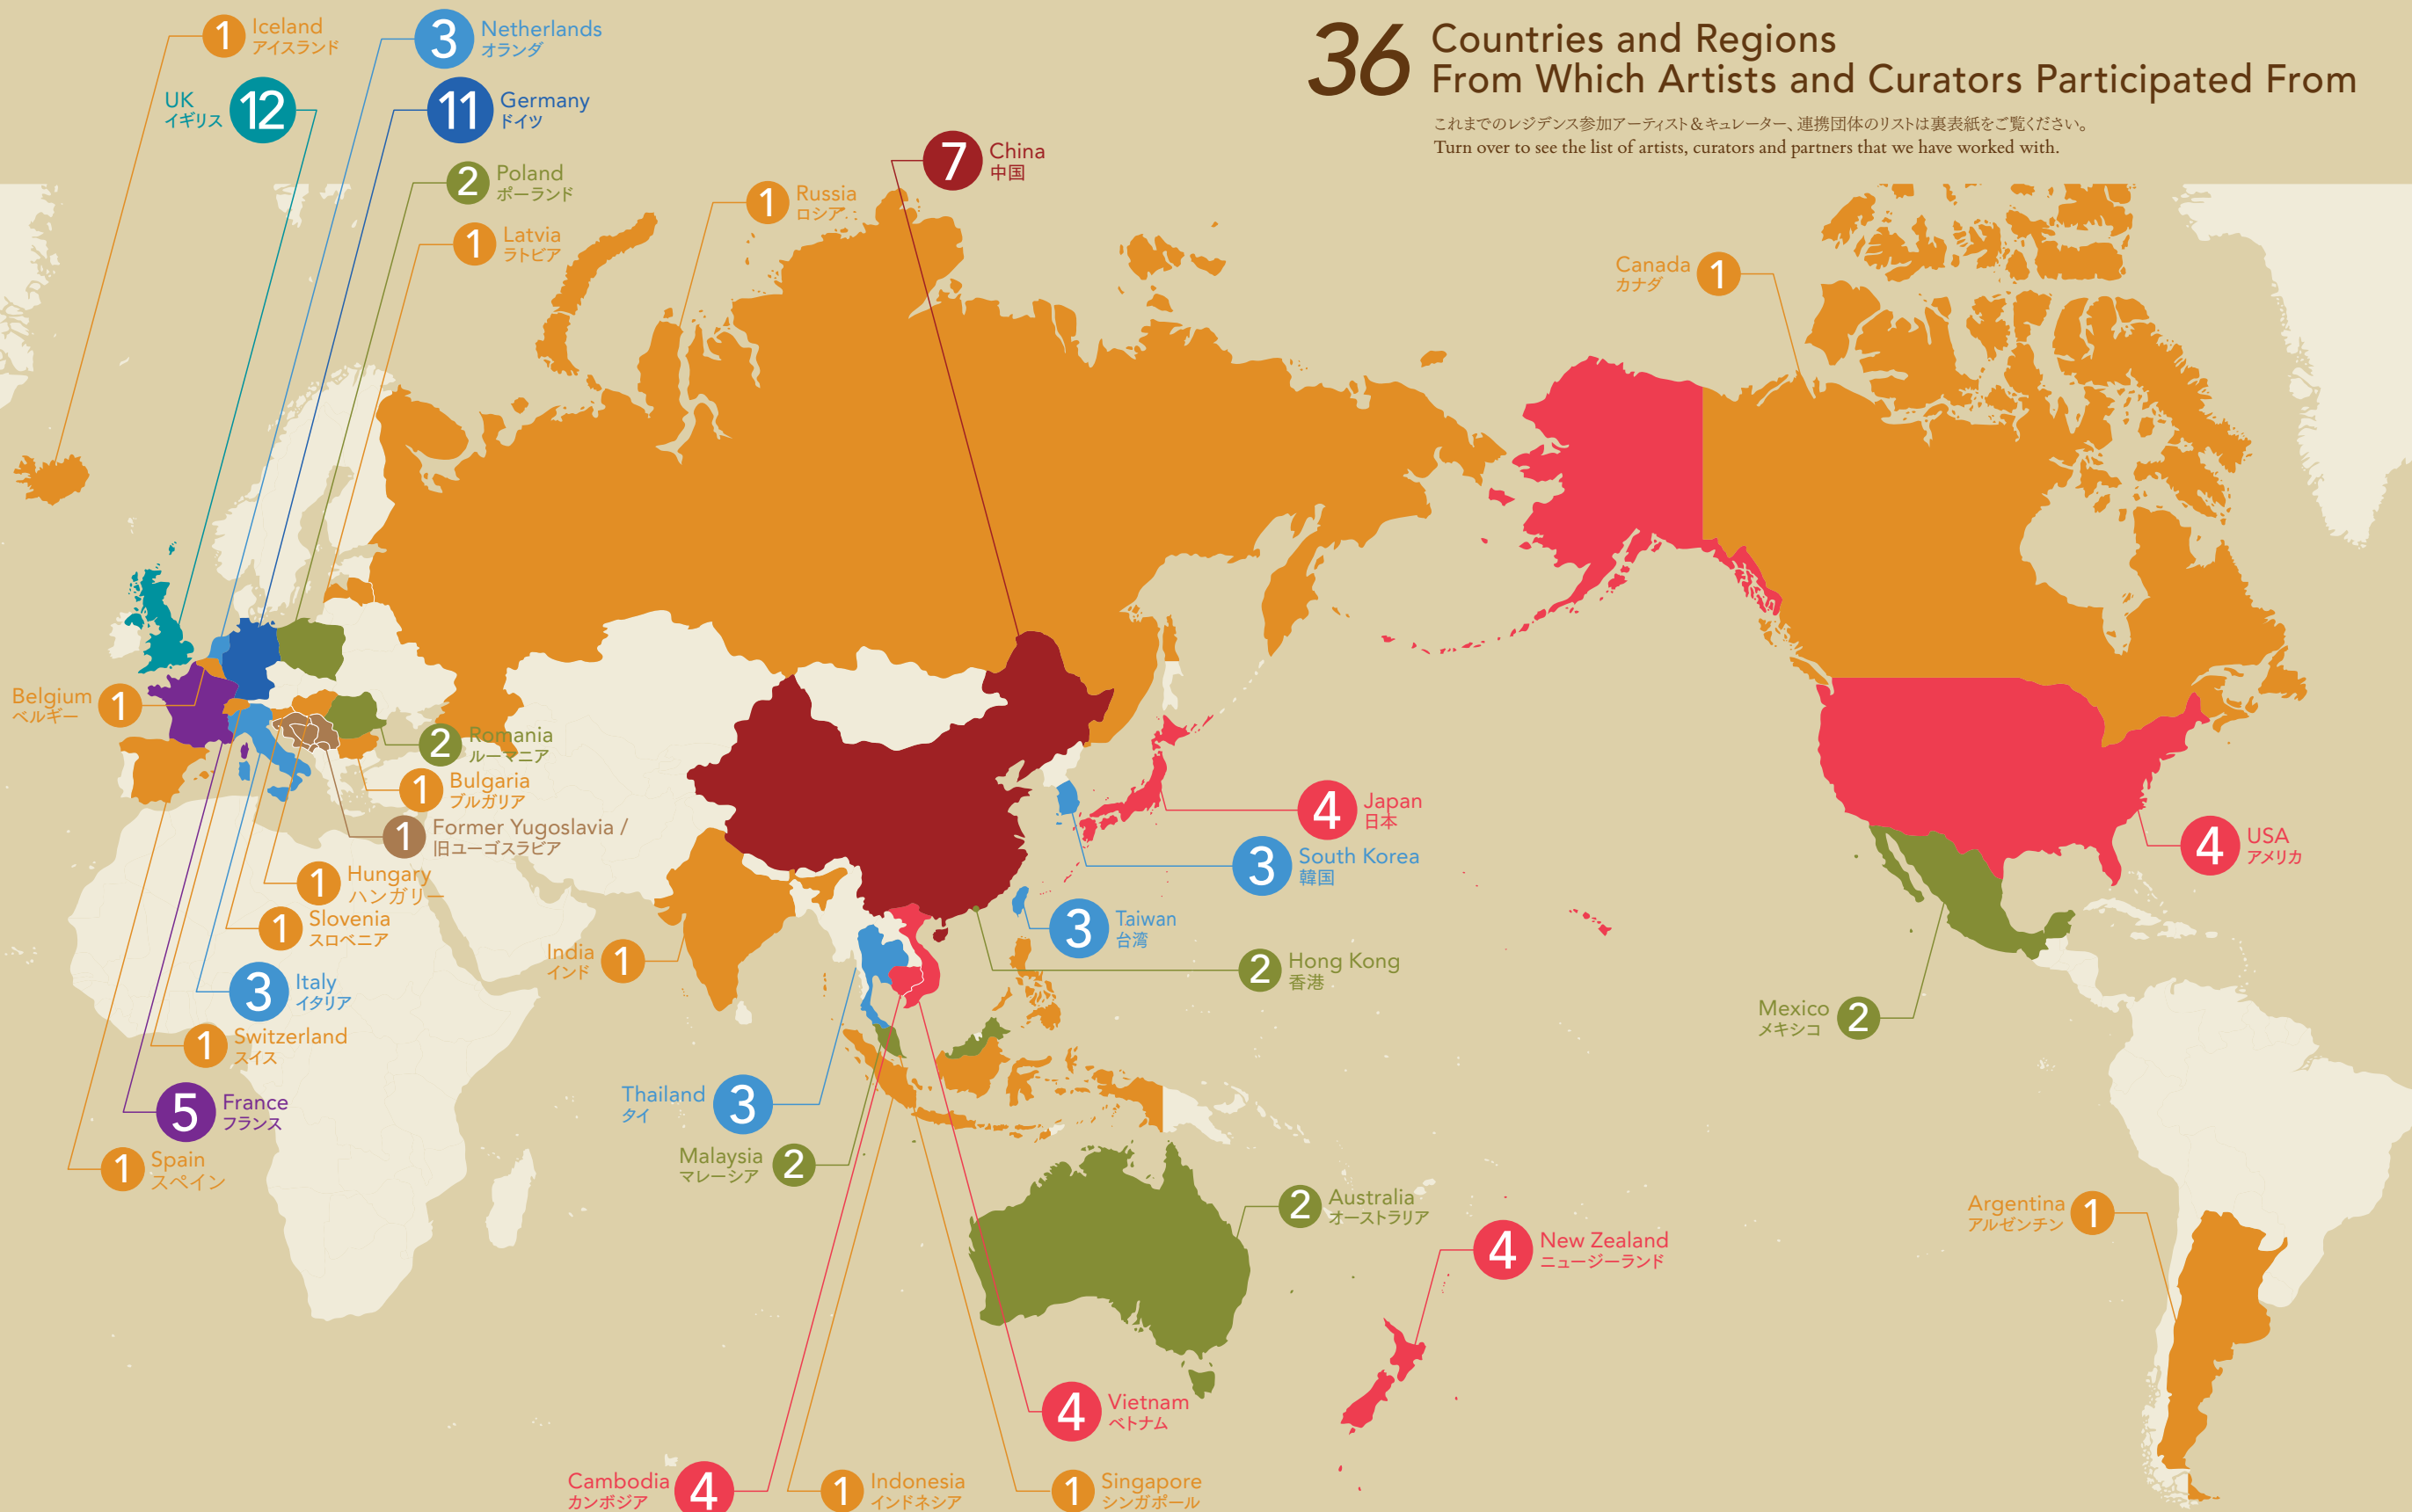 36
Countries and Regions
From Which Artists and Curators Participated From
これまでのレジデンス参加アーティスト＆キュレーター、連携団体のリストは裏表紙をご覧ください。
Turn over to see the list of artists, curators and partners that we have worked with.
1 Iceland
アイスランド
3 Netherlands
オランダ
UK 12
イギリス
11 Germany
ドイツ
2 Poland
ポーランド
1 Latvia
ラトビア
1 Russia
ロシア
7 China
中国
Canada 1
カナダ
Belgium 1
ベルギー
2 Romania
ルーマニア
1 Bulgaria
ブルガリア
1 Former Yugoslavia /
旧ユーゴスラビア
1 Hungary
ハンガリー
1 Slovenia
スロベニア
3 Italy
イタリア
1 Switzerland
スイス
5 France
フランス
1 Spain
スペイン
India 1
インド
4 Japan
日本
3 South Korea
韓国
3 Taiwan
台湾
2 Hong Kong
香港
4 USA
アメリカ
Mexico 2
メキシコ
Thailand 3
タイ
Malaysia 2
マレーシア
2 Australia
オーストラリア
4 New Zealand
ニュージーランド
Argentina 1
アルゼンチン
4 Vietnam
ベトナム
Cambodia 4
カンボジア
1 Indonesia
インドネシア
1 Singapore
シンガポール